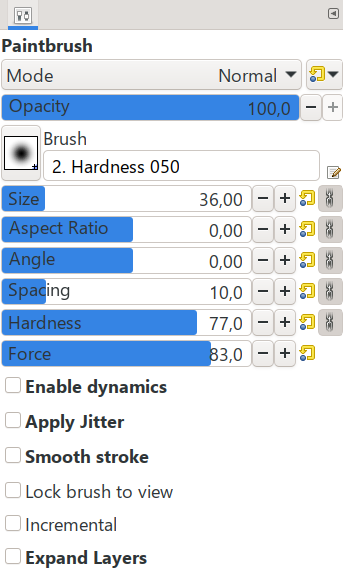 Paintbrush
Mode Normal
Opacity 100,0
Brush
2. Hardness 050
Size 36,00
Aspect Ratio 0,00
Angle 0,00
Spacing 10,0
Hardness 77,0
Force 83,0
Enable dynamics
Apply Jitter
Smooth stroke
Lock brush to view
Incremental
Expand Layers